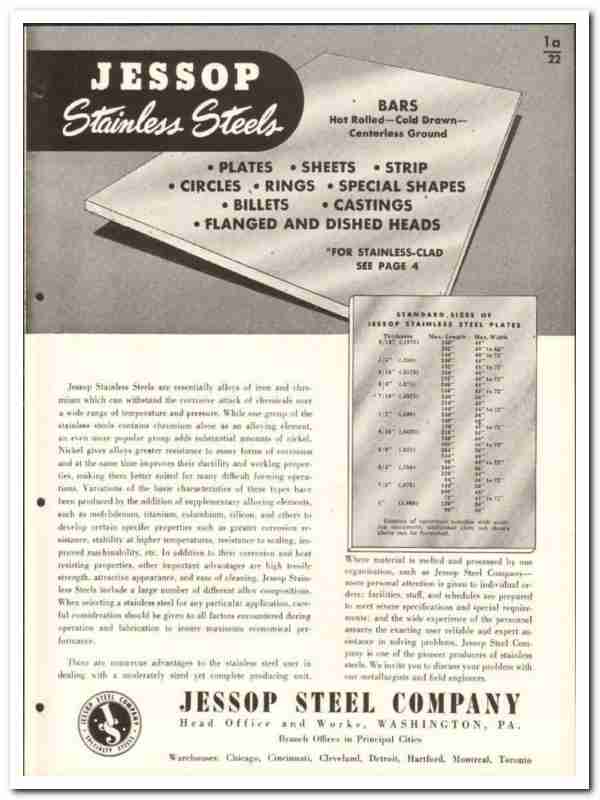 1a
22
JESSOP
Stainless Steels
BARS
Hot Rolled—Cold Drawn—
Centerless Ground
• PLATES • SHEETS • STRIP
• CIRCLES • RINGS • SPECIAL SHAPES
• BILLETS • CASTINGS
• FLANGED AND DISHED HEADS
*FOR STAINLESS-CLAD
SEE PAGE 4
STANDARD SIZES OF
JESSOP STAINLESS STEEL PLATES
Thickness Max. Length Max. Width
Jessop Stainless Steels are essentially alloys of iron and chro-
mium which can withstand the corrosive attack of chemicals over
a wide range of temperature and pressure. While one group of the
stainless steels contains chromium alone as an alloying element,
an even more popular group adds substantial amounts of nickel.
Nickel gives alloys greater resistance to many forms of corrosion
and at the same time improves their ductility and working proper-
ties, making them better suited for many difficult forming opera-
tions. Variations of the basic characteristics of these types have
been produced by the addition of supplementary alloying elements,
such as molybdenum, titanium, columbium, silicon, and others to
develop certain specific properties such as greater corrosion re-
sistance, stability at higher temperatures, resistance to scaling, im-
proved machinability, etc. In addition to their corrosion and heat
resisting properties, other important advantages are high tensile
strength, attractive appearance, and ease of cleaning. Jessop Stain-
less Steels include a large number of different alloy compositions.
When selecting a stainless steel for any particular application, care-
ful consideration should be given to all factors encountered during
operation and fabrication to insure maximum economical per-
formance.
There are numerous advantages to the stainless steel user in
dealing with a moderately sized yet complete producing unit.
Where material is melted and processed by one
organization, such as Jessop Steel Company—
more personal attention is given to individual or-
ders; facilities, staff, and schedules are prepared
to meet severe specifications and special require-
ments; and the wide experience of the personnel
assures the exacting user reliable and expert as-
sistance in solving problems. Jessop Steel Com-
pany is one of the pioneer producers of stainless
steels. We invite you to discuss your problem with
our metallurgists and field engineers.
JESSOP STEEL COMPANY
SPECIALTY STEELS
JESSOP STEEL COMPANY
Head Office and Works, WASHINGTON, PA.
Branch Offices in Principal Cities
Warehouses: Chicago, Cincinnati, Cleveland, Detroit, Hartford, Montreal, Toronto